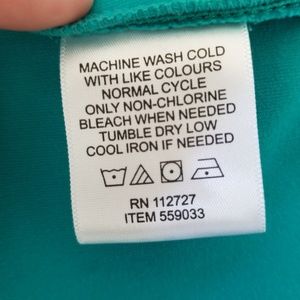 MACHINE WASH COLD
WITH LIKE COLOURS
NORMAL CYCLE
ONLY NON-CHLORINE
BLEACH WHEN NEEDED
TUMBLE DRY LOW
COOL IRON IF NEEDED
RN 112727
ITEM 559033